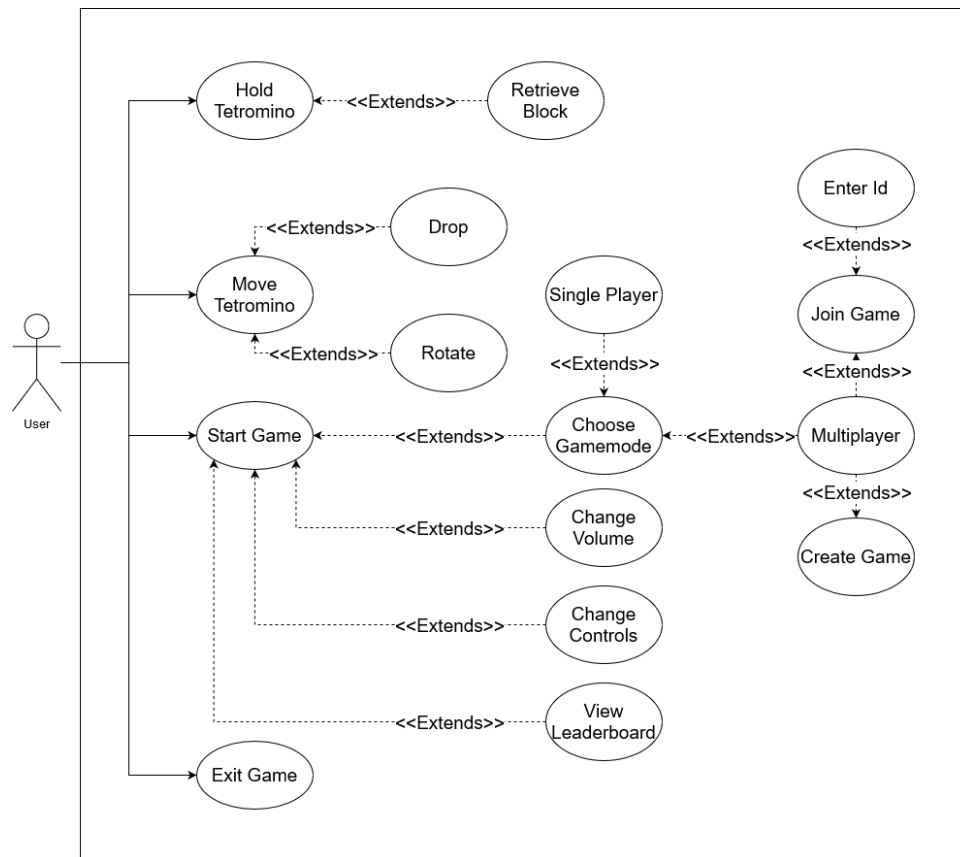 Hold
Tetromino
<<Extends>>
Retrieve
Block
Enter Id
<<Extends>>
Drop
<<Extends>>
Move
Tetromino
Single Player
Join Game
<<Extends>>
Rotate
<<Extends>>
<<Extends>>
User
Start Game
<<Extends>>
Choose
Gamemode
<<Extends>>
Multiplayer
<<Extends>>
Change
Volume
<<Extends>>
Create Game
Change
Controls
<<Extends>>
View
Leaderboard
<<Extends>>
Exit Game